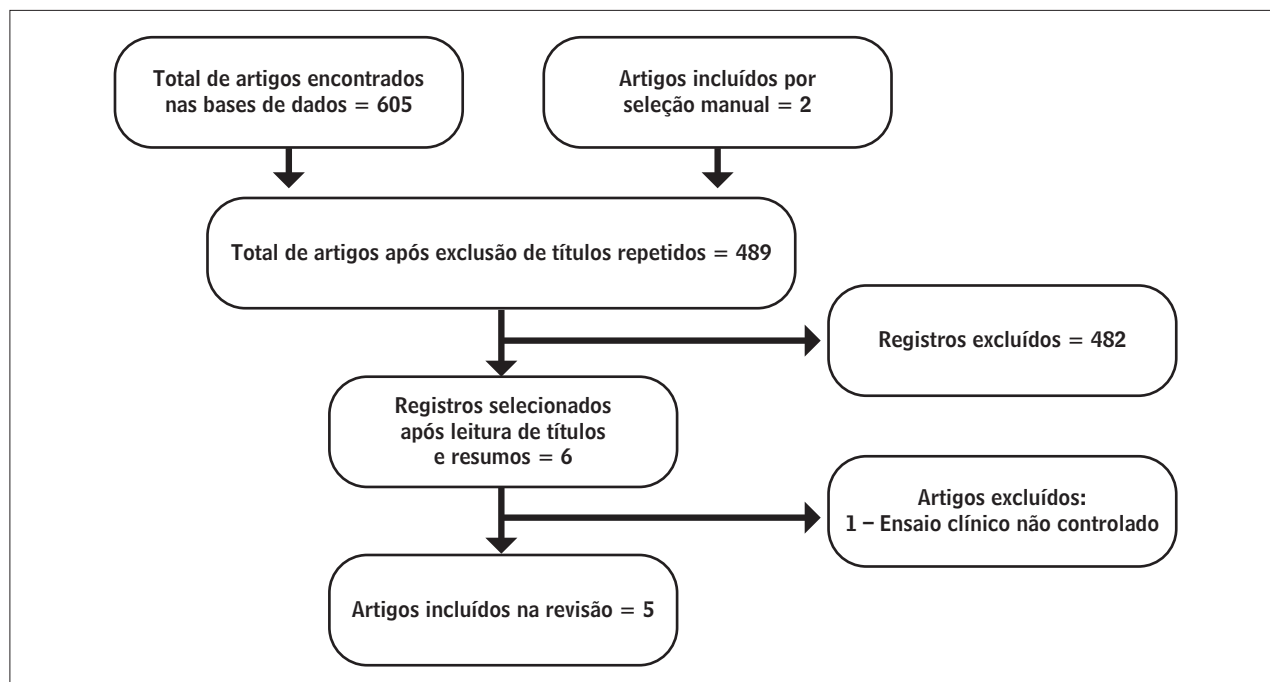 Total de artigos encontrados
nas bases de dados = 605
Artigos incluídos por
seleção manual = 2
Total de artigos após exclusão de títulos repetidos = 489
Registros excluídos = 482
Registros selecionados
após leitura de títulos
e resumos = 6
Artigos excluídos:
1 – Ensaio clínico não controlado
Artigos incluídos na revisão = 5